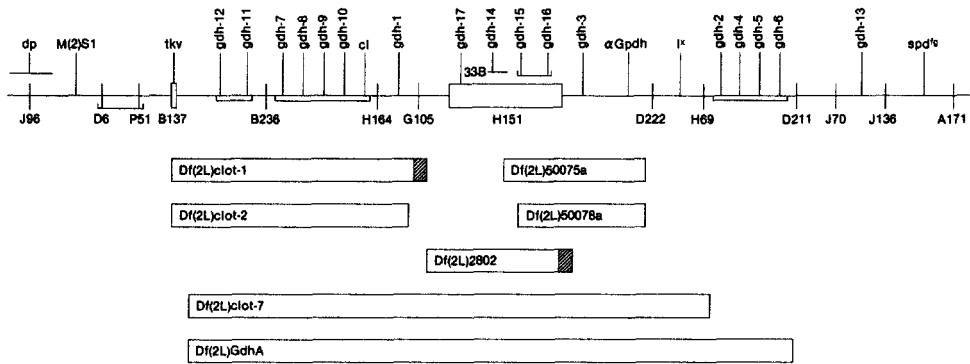 dp
M(2)S1
tkv
gdh-12
gdh-11
gdh-7
gdh-8
gdh-9
gdh-10
cl
gdh-1
gdh-17
33B
gdh-14
gdh-15
gdh-16
gdh-3
αGpdh
lˣ
gdh-2
gdh-4
gdh-5
gdh-6
gdh-13
spdᶠᵍ
J96
D6
P51
B137
B236
H164
G105
H151
D222
H69
D211
J70
J136
A171
Df(2L)clot-1
Df(2L)50075a
Df(2L)clot-2
Df(2L)50078a
Df(2L)2802
Df(2L)clot-7
Df(2L)GdhA